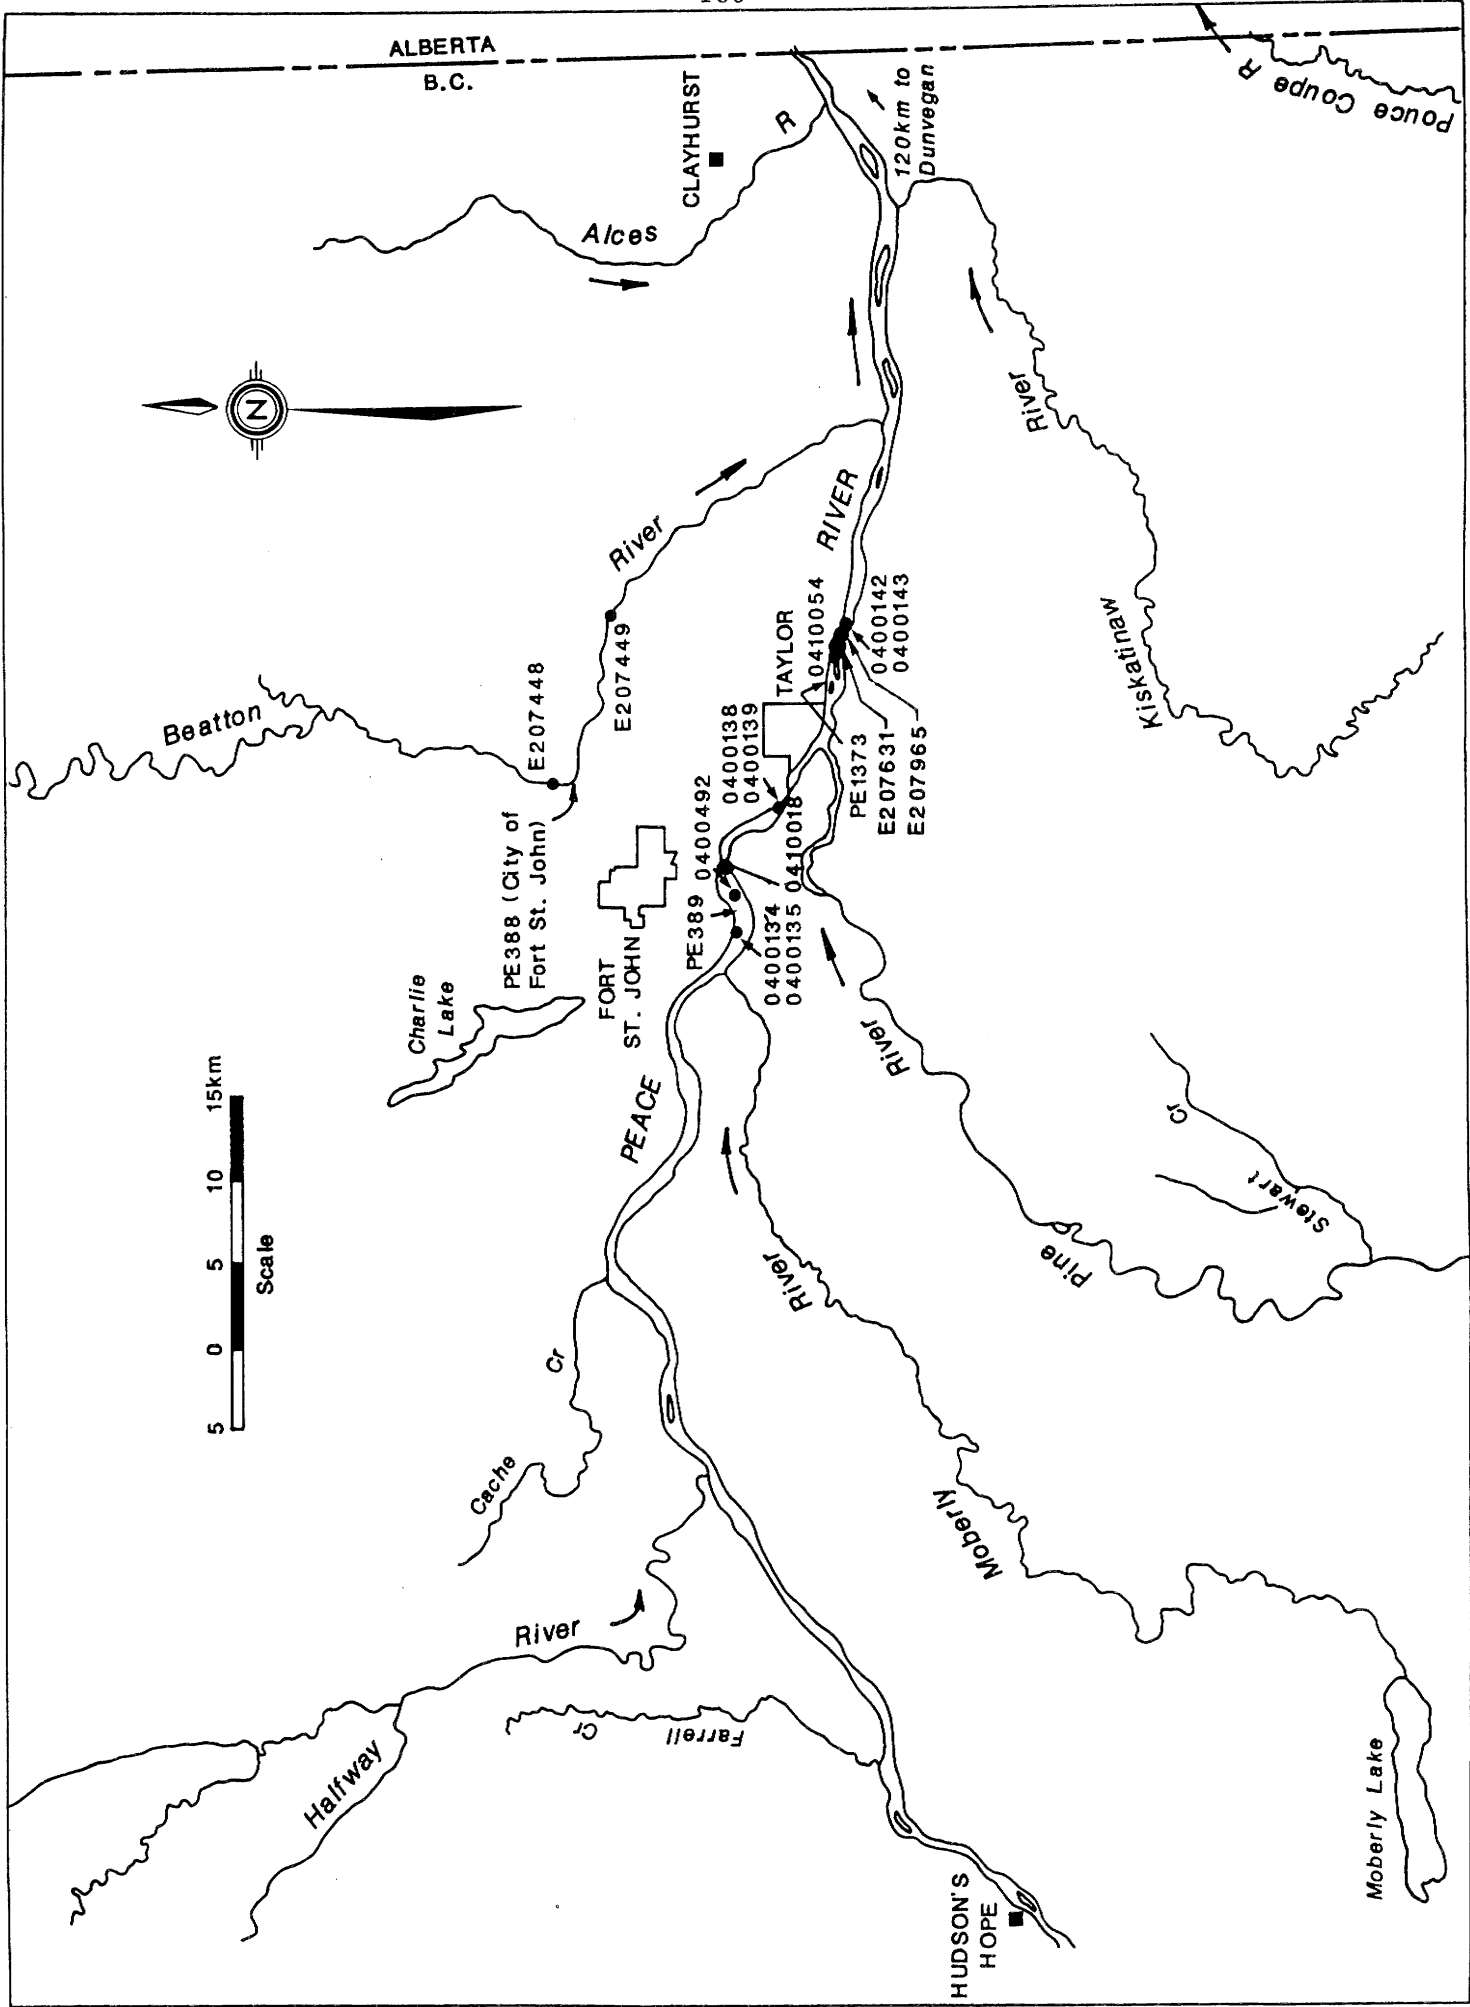 ALBERTA
B.C.
CLAYHURST
R
120km to
Dunvegan
Pouce Coupe R
Alces
N
River
RIVER
River
Kiskatinaw
Beatton
E207448
E207449
TAYLOR
0410054
0400142
0400143
0400138
0400139
PE1373
E207631
E207965
PE388 (City of
Fort St. John)
0400492
0410018
PE389
0400134
0400135
FORT
ST. JOHN
Charlie
Lake
PEACE
River
Cr
Stewart
Pine
15km
10
5
0
5
Scale
Cr
Cache
River
Moberly
River
Halfway
Cr
Farrell
HUDSON'S
HOPE
Moberly Lake